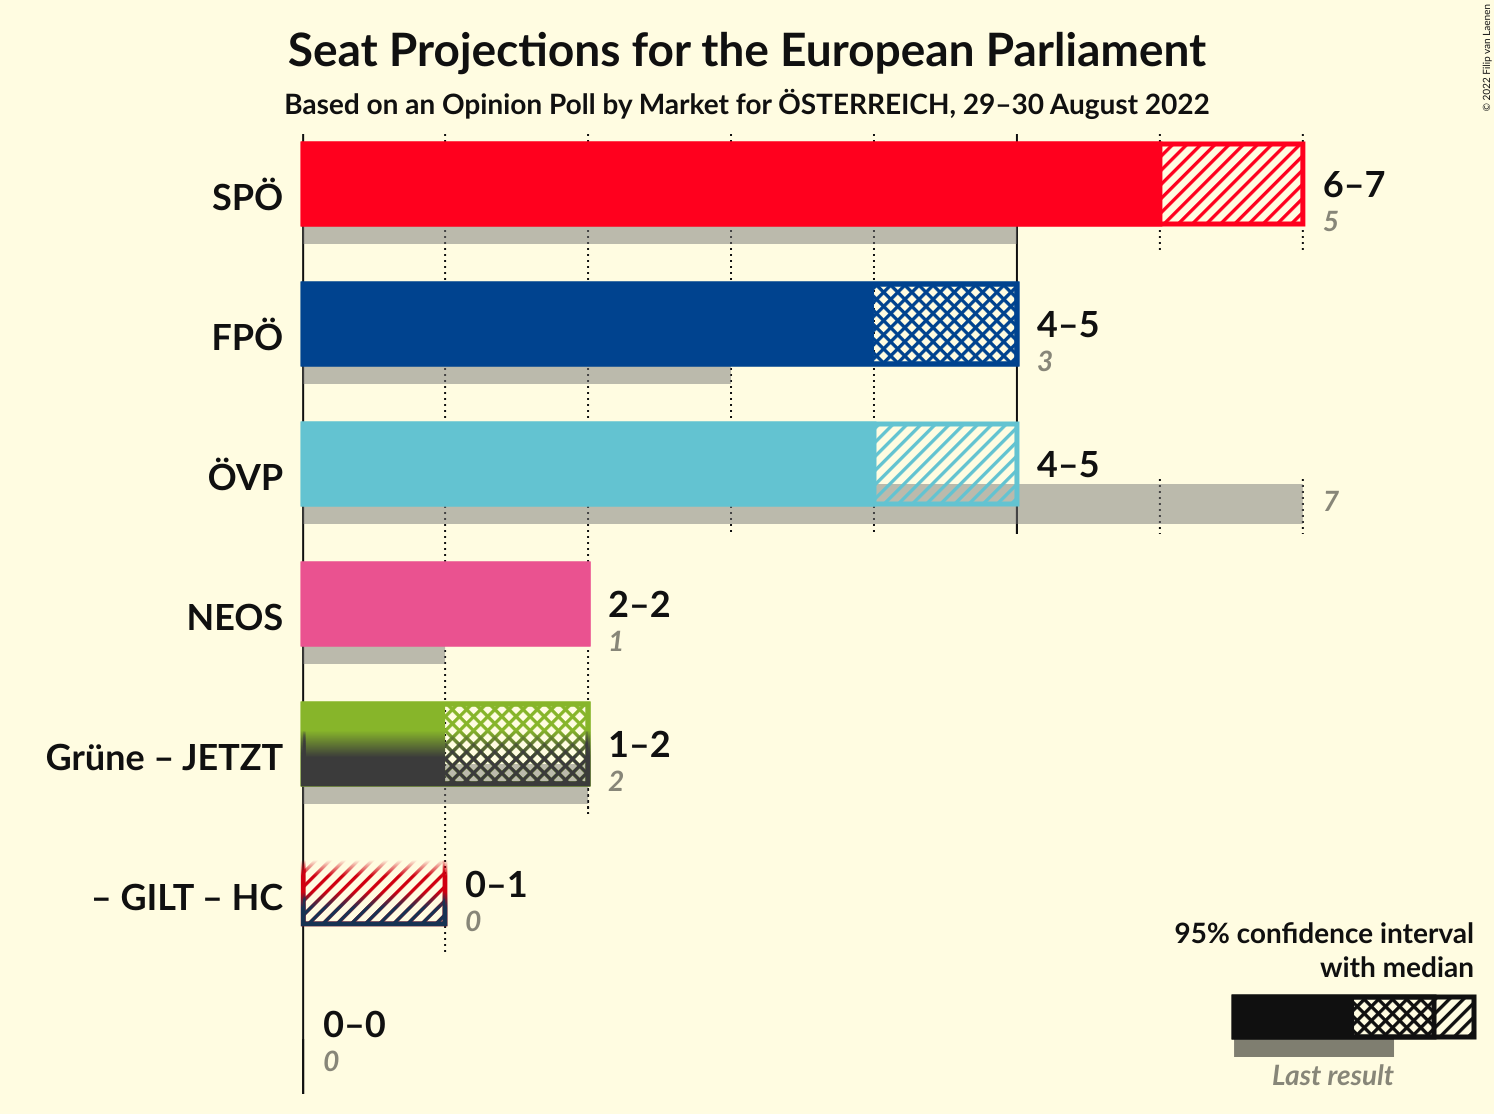 Seat Projections for the European Parliament
Based on an Opinion Poll by Market for ÖSTERREICH, 29–30 August 2022
© 2022 Filip van Laenen
SPÖ
6–7
5
FPÖ
4–5
3
ÖVP
4–5
7
NEOS
2–2
1
Grüne – JETZT
1–2
2
– GILT – HC
0–1
0
0–0
0
95% confidence interval
with median
Last result